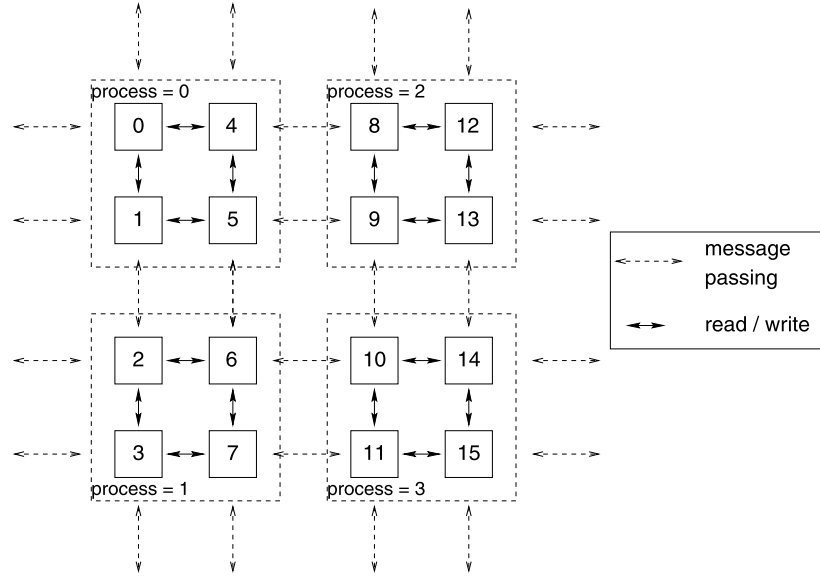 process = 0
process = 2
0 4 8 12
1 5 9 13
message
passing
read / write
2 6 10 14
3 7 11 15
process = 1
process = 3